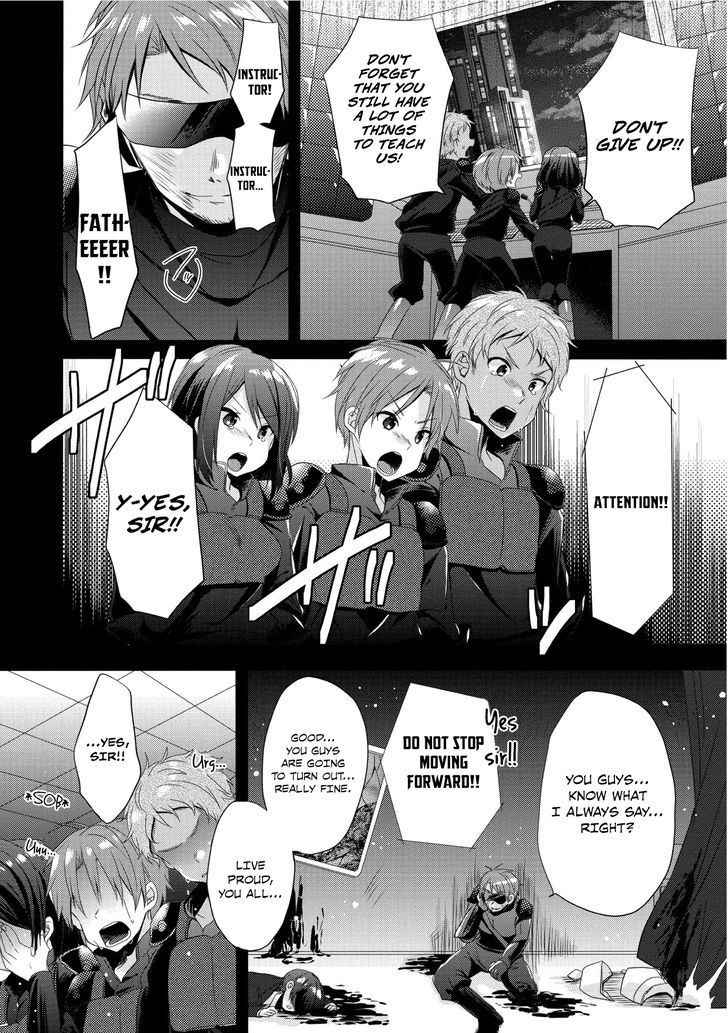 DON'T
GIVE UP!!
DON'T
FORGET
THAT YOU
STILL HAVE
A LOT OF
THINGS
TO TEACH
US!
INSTRUC-
TOR!
INSTRUC-
TOR...
FATH-
EEEER
!!
ATTENTION!!
Y-YES,
SIR!!
YOU GUYS...
KNOW WHAT
I ALWAYS SAY...
RIGHT?
DO NOT STOP
MOVING
FORWARD!!
Yes
sir!!
GOOD...
YOU GUYS
ARE GOING
TO TURN OUT...
REALLY FINE.
LIVE
PROUD,
YOU ALL...
...YES,
SIR!!
Urg...
*SOB*
Uuu...